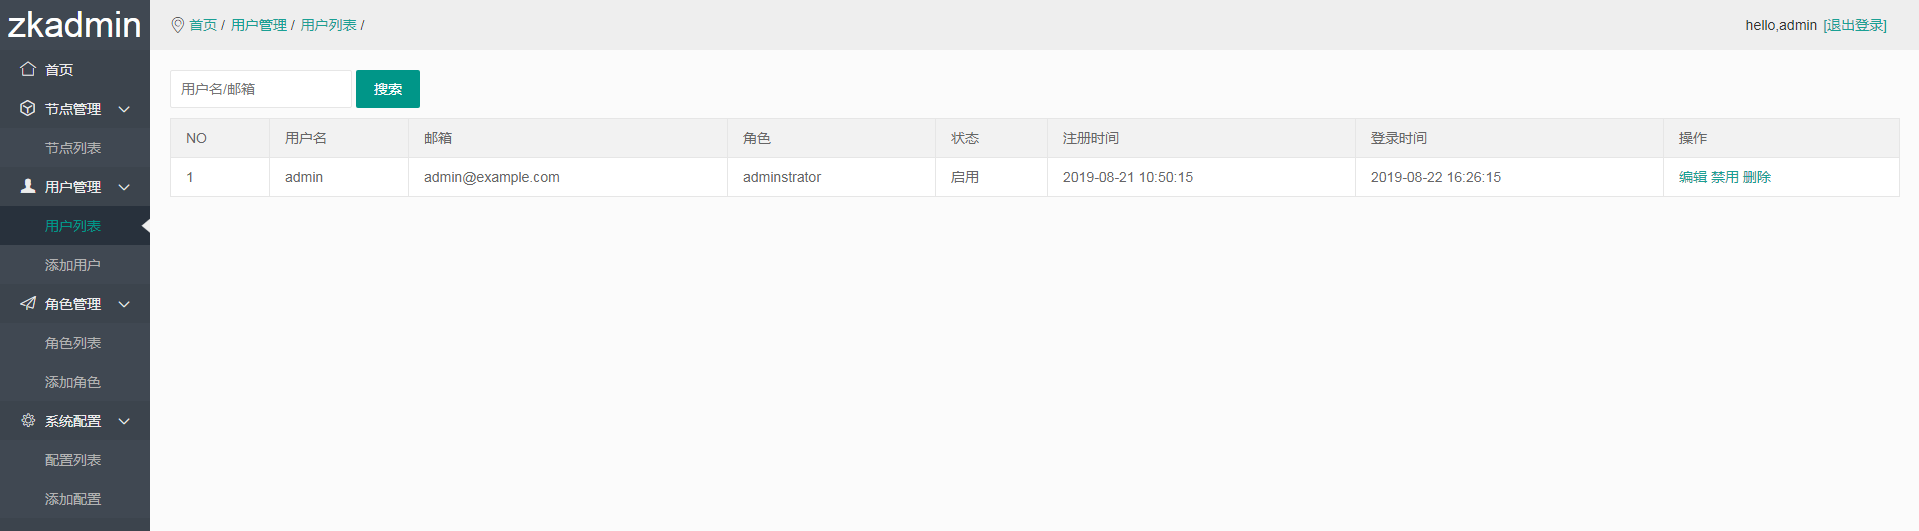 zkadmin
首页
节点管理
节点列表
用户管理
用户列表
添加用户
角色管理
角色列表
添加角色
系统配置
配置列表
添加配置
首页 / 用户管理 / 用户列表 /
hello,admin [退出登录]
用户名/邮箱 搜索
NO 用户名 邮箱 角色 状态 注册时间 登录时间 操作
1 admin admin@example.com adminstrator 启用 2019-08-21 10:50:15 2019-08-22 16:26:15 编辑 禁用 删除